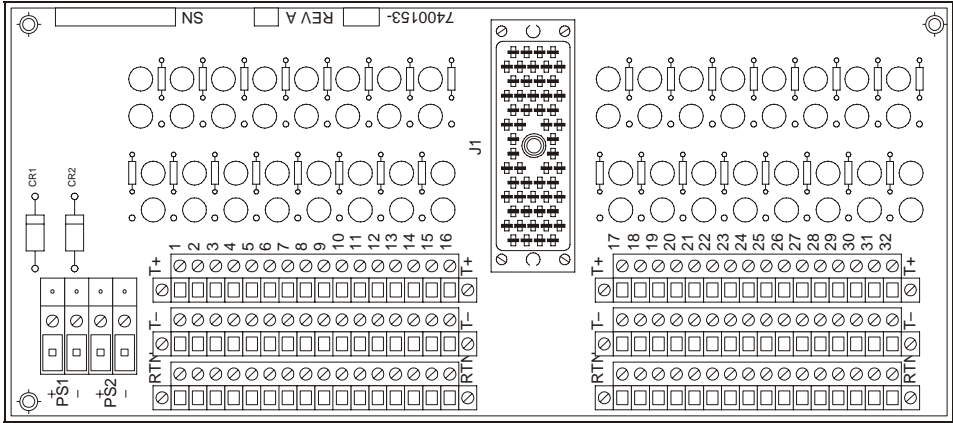 SN
REV A
7400153-
J1
CR1
CR2
1 2 3 4 5 6 7 8 9 10 11 12 13 14 15 16
17 18 19 20 21 22 23 24 25 26 27 28 29 30 31 32
T+
T+
T+
T+
T−
T−
T−
T−
RTN
RTN
RTN
RTN
+
−
PS1
+
−
PS2